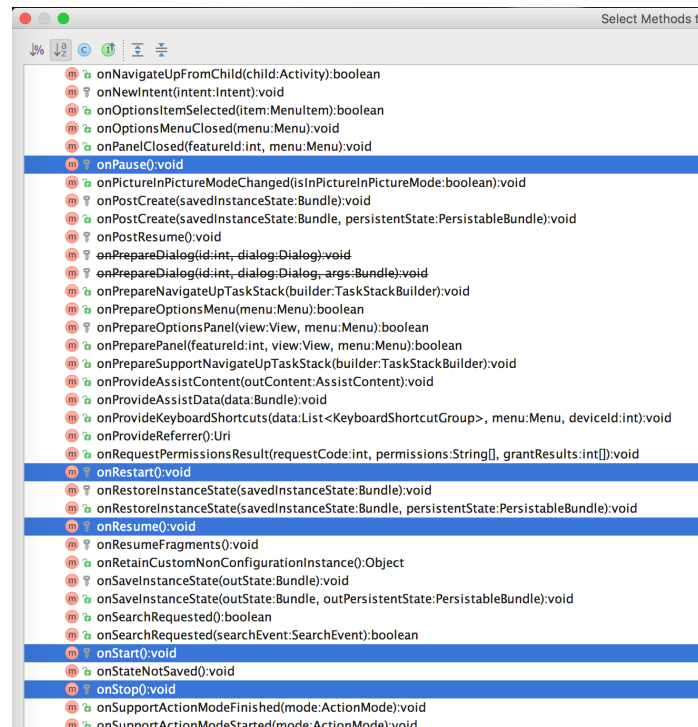 Select Methods t
onNavigateUpFromChild(child:Activity):boolean
onNewIntent(intent:Intent):void
onOptionsItemSelected(item:MenuItem):boolean
onOptionsMenuClosed(menu:Menu):void
onPanelClosed(featureId:int, menu:Menu):void
onPause():void
onPictureInPictureModeChanged(isInPictureInPictureMode:boolean):void
onPostCreate(savedInstanceState:Bundle):void
onPostCreate(savedInstanceState:Bundle, persistentState:PersistableBundle):void
onPostResume():void
onPrepareDialog(id:int, dialog:Dialog):void
onPrepareDialog(id:int, dialog:Dialog, args:Bundle):void
onPrepareNavigateUpTaskStack(builder:TaskStackBuilder):void
onPrepareOptionsMenu(menu:Menu):boolean
onPrepareOptionsPanel(view:View, menu:Menu):boolean
onPreparePanel(featureId:int, view:View, menu:Menu):boolean
onPrepareSupportNavigateUpTaskStack(builder:TaskStackBuilder):void
onProvideAssistContent(outContent:AssistContent):void
onProvideAssistData(data:Bundle):void
onProvideKeyboardShortcuts(data:List<KeyboardShortcutGroup>, menu:Menu, deviceId:int):void
onProvideReferrer():Uri
onRequestPermissionsResult(requestCode:int, permissions:String[], grantResults:int[]):void
onRestart():void
onRestoreInstanceState(savedInstanceState:Bundle):void
onRestoreInstanceState(savedInstanceState:Bundle, persistentState:PersistableBundle):void
onResume():void
onResumeFragments():void
onRetainCustomNonConfigurationInstance():Object
onSaveInstanceState(outState:Bundle):void
onSaveInstanceState(outState:Bundle, outPersistentState:PersistableBundle):void
onSearchRequested():boolean
onSearchRequested(searchEvent:SearchEvent):boolean
onStart():void
onStateNotSaved():void
onStop():void
onSupportActionModeFinished(mode:ActionMode):void
onSupportActionModeStarted(mode:ActionMode):void